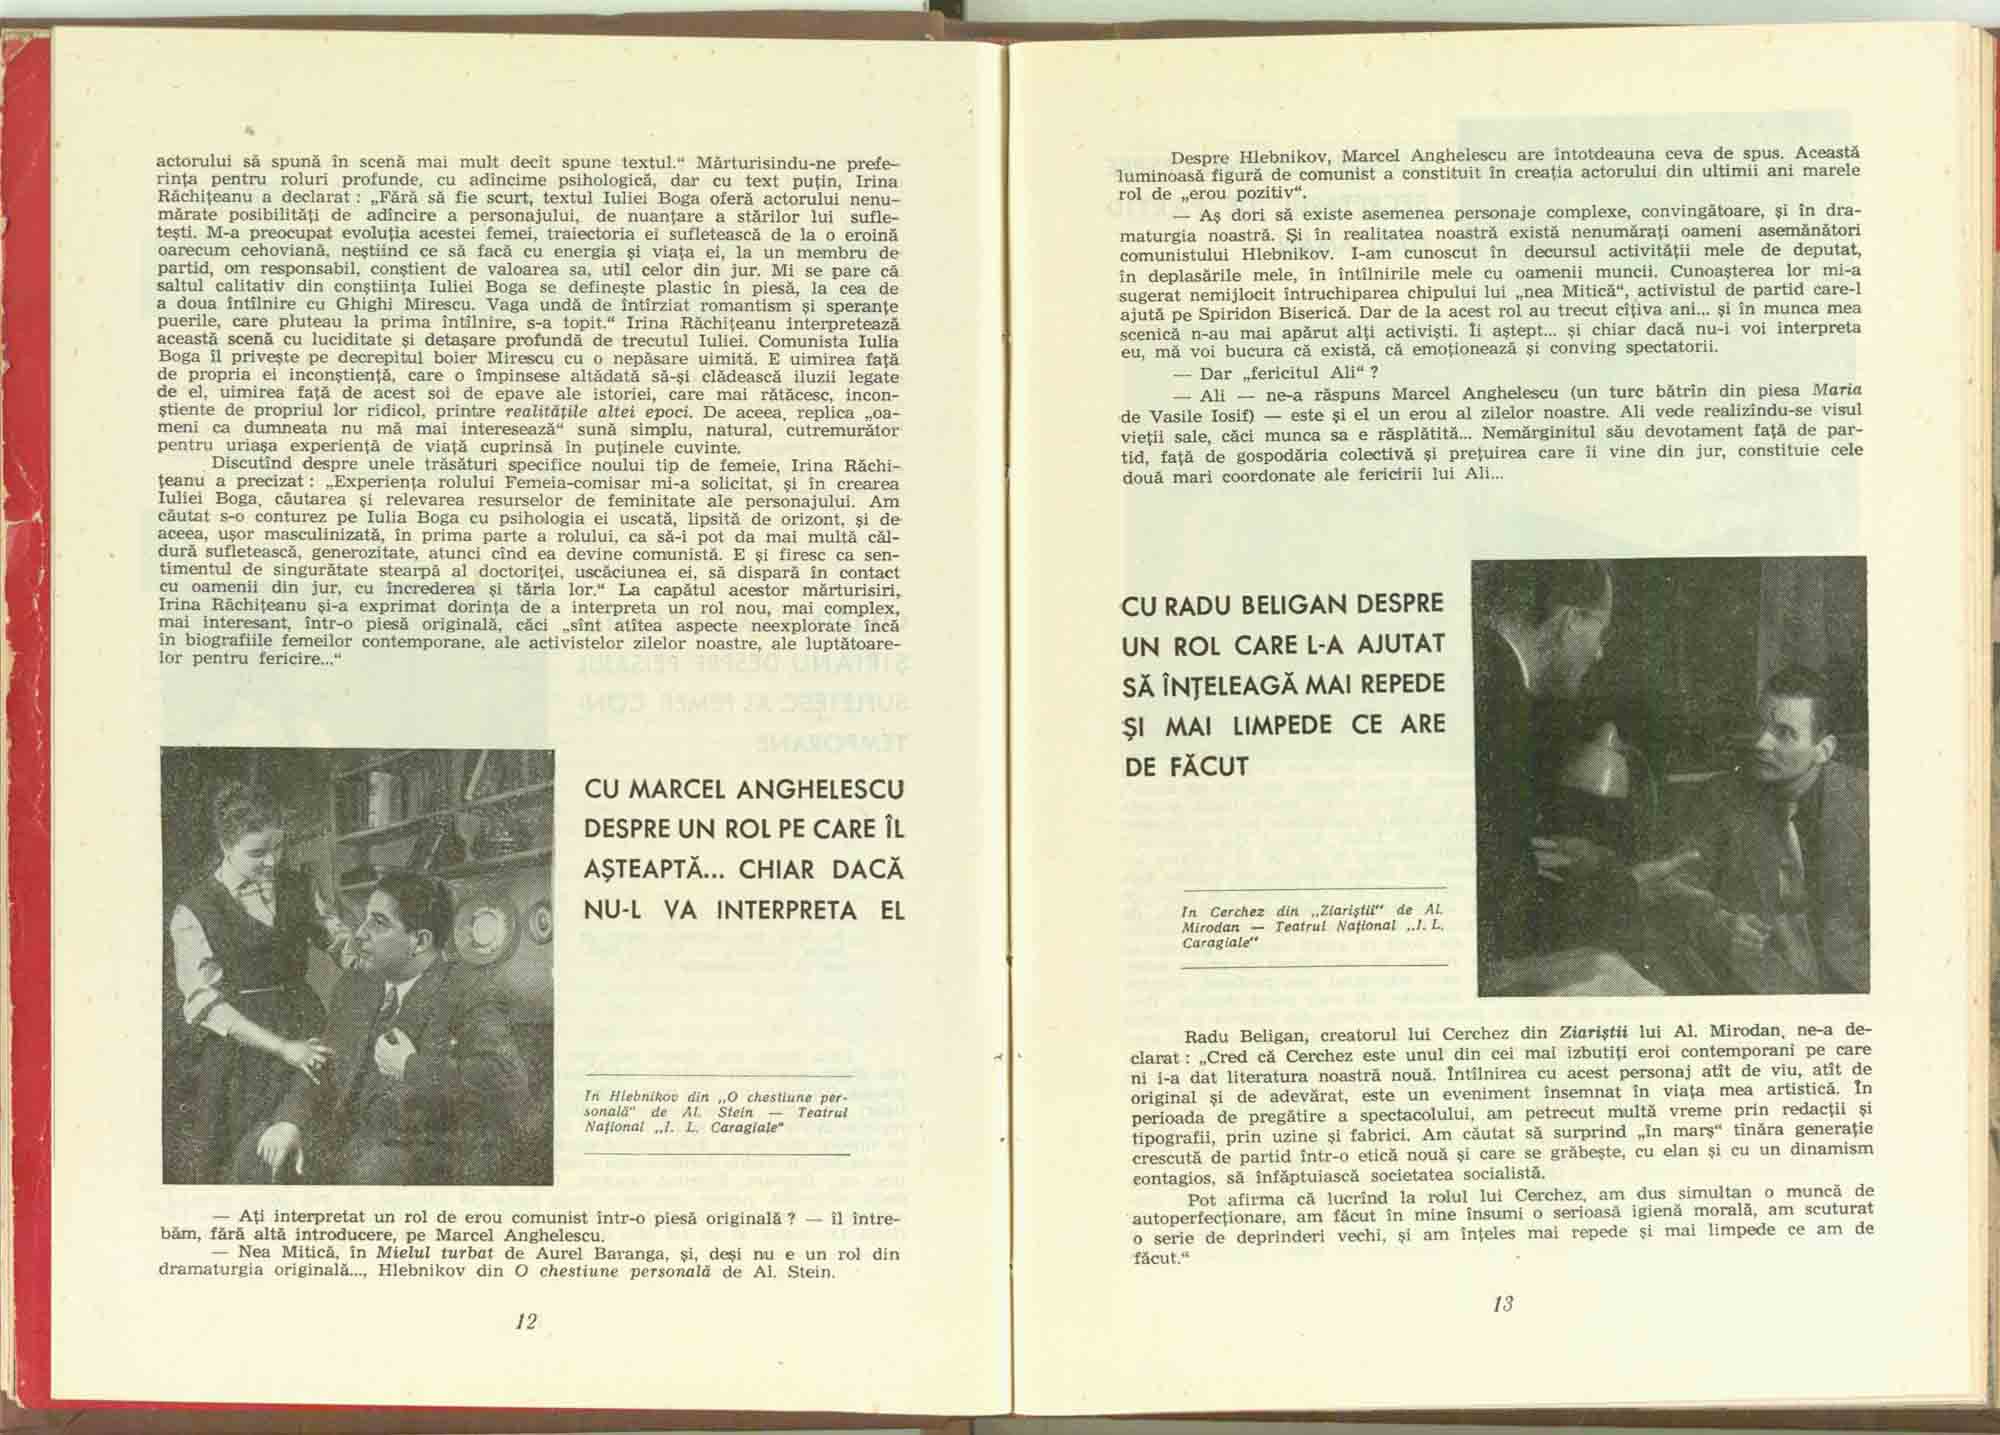 actorului să spună în scenă mai mult decît spune textul.“ Mărturisindu-ne prefe-
rința pentru roluri profunde, cu adîncime psihologică, dar cu text puțin, Irina
Răchițeanu a declarat : „Fără să fie scurt, textul Iuliei Boga oferă actorului nenu-
mărate posibilități de adîncire a personajului, de nuanțare a stărilor lui sufle-
tești. M-a preocupat evoluția acestei femei, traiectoria ei sufletească de la o eroină
oarecum cehoviană, neștiind ce să facă cu energia și viața ei, la un membru de
partid, om responsabil, conștient de valoarea sa, util celor din jur. Mi se pare că
saltul calitativ din conștiința Iuliei Boga se definește plastic în piesă, la cea de
a doua întîlnire cu Ghighi Mirescu. Vaga undă de întîrziat romantism și speranțe
puerile, care pluteau la prima întîlnire, s-a topit.“ Irina Răchițeanu interpretează
această scenă cu luciditate și detașare profundă de trecutul Iuliei. Comunista Iulia
Boga îl privește pe decrepitul boier Mirescu cu o nepăsare uimită. E uimirea față
de propria ei inconștiență, care o împinsese altădată să-și clădească iluzii legate
de el, uimirea față de acest soi de epave ale istoriei, care mai rătăcesc, incon-
știente de propriul lor ridicol, printre realitățile altei epoci. De aceea, replica „oa-
meni ca dumneata nu mă mai interesează“ sună simplu, natural, cutremurător
pentru uriașa experiență de viață cuprinsă în puținele cuvinte.
Discutînd despre unele trăsături specifice noului tip de femeie, Irina Răchi-
țeanu a precizat : „Experiența rolului Femeia-comisar mi-a solicitat, și în crearea
Iuliei Boga, căutarea și relevarea resurselor de feminitate ale personajului. Am
căutat s-o conturez pe Iulia Boga cu psihologia ei uscată, lipsită de orizont, și de
aceea, ușor masculinizată, în prima parte a rolului, ca să-i pot da mai multă căl-
dură sufletească, generozitate, atunci cînd ea devine comunistă. E și firesc ca sen-
timentul de singurătate stearpă al doctoriței, uscăciunea ei, să dispară în contact
cu oamenii din jur, cu încrederea și tăria lor.“ La capătul acestor mărturisiri,
Irina Răchițeanu și-a exprimat dorința de a interpreta un rol nou, mai complex,
mai interesant, într-o piesă originală, căci „sînt atîtea aspecte neexplorate încă
în biografiile femeilor contemporane, ale activistelor zilelor noastre, ale luptătoare-
lor pentru fericire...“
CU MARCEL ANGHELESCU
DESPRE UN ROL PE CARE ÎL
AȘTEAPTĂ... CHIAR DACĂ
NU-L VA INTERPRETA EL
In Hlebnikov din „O chestiune per-
sonală“ de Al. Stein — Teatrul
Național „I. L. Caragiale“
— Ați interpretat un rol de erou comunist într-o piesă originală ? — îl între-
băm, fără altă introducere, pe Marcel Anghelescu.
— Nea Mitică, în Mielul turbat de Aurel Baranga, și, deși nu e un rol din
dramaturgia originală..., Hlebnikov din O chestiune personală de Al. Stein.
12
Despre Hlebnikov, Marcel Anghelescu are întotdeauna ceva de spus. Această
luminoasă figură de comunist a constituit în creația actorului din ultimii ani marele
rol de „erou pozitiv“.
— Aș dori să existe asemenea personaje complexe, convingătoare, și în dra-
maturgia noastră. Și în realitatea noastră există nenumărați oameni asemănători
comunistului Hlebnikov. I-am cunoscut în decursul activității mele de deputat,
în deplasările mele, în întîlnirile mele cu oamenii muncii. Cunoașterea lor mi-a
sugerat nemijlocit întruchiparea chipului lui „nea Mitică“, activistul de partid care-l
ajută pe Spiridon Biserică. Dar de la acest rol au trecut cîțiva ani... și în munca mea
scenică n-au mai apărut alți activiști. Îi aștept... și chiar dacă nu-i voi interpreta
eu, mă voi bucura că există, că emoționează și conving spectatorii.
— Dar „fericitul Ali“ ?
— Ali — ne-a răspuns Marcel Anghelescu (un turc bătrîn din piesa Maria
de Vasile Iosif) — este și el un erou al zilelor noastre. Ali vede realizîndu-se visul
vieții sale, căci munca sa e răsplătită... Nemărginitul său devotament față de par-
tid, față de gospodăria colectivă și prețuirea care îi vine din jur, constituie cele
două mari coordonate ale fericirii lui Ali...
CU RADU BELIGAN DESPRE
UN ROL CARE L-A AJUTAT
SĂ ÎNȚELEAGĂ MAI REPEDE
ȘI MAI LIMPEDE CE ARE
DE FĂCUT
In Cerchez din „Ziariștii“ de Al.
Mirodan — Teatrul Național „I. L.
Caragiale“
Radu Beligan, creatorul lui Cerchez din Ziariștii lui Al. Mirodan, ne-a de-
clarat : „Cred că Cerchez este unul din cei mai izbutiți eroi contemporani pe care
ni i-a dat literatura noastră nouă. Întîlnirea cu acest personaj atît de viu, atît de
original și de adevărat, este un eveniment însemnat în viața mea artistică. În
perioada de pregătire a spectacolului, am petrecut multă vreme prin redacții și
tipografii, prin uzine și fabrici. Am căutat să surprind „în marș“ tînăra generație
crescută de partid într-o etică nouă și care se grăbește, cu elan și cu un dinamism
contagios, să înfăptuiască societatea socialistă.
Pot afirma că lucrînd la rolul lui Cerchez, am dus simultan o muncă de
autoperfecționare, am făcut în mine însumi o serioasă igienă morală, am scuturat
o serie de deprinderi vechi, și am înțeles mai repede și mai limpede ce am de
făcut.“
13